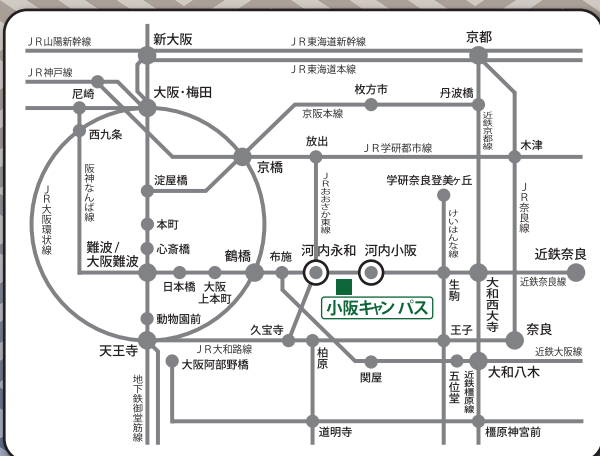 新大阪
京都
ＪＲ山陽新幹線
ＪＲ東海道新幹線
ＪＲ東海道本線
ＪＲ神戸線
尼崎
大阪・梅田
枚方市
丹波橋
京阪本線
近鉄京都線
西九条
京橋
放出
ＪＲ学研都市線
木津
阪神なんば線
淀屋橋
ＪＲおおさか東線
学研奈良登美ヶ丘
ＪＲ大阪環状線
本町
けいはんな線
ＪＲ奈良線
難波/
大阪難波
心斎橋
鶴橋
布施
河内永和
河内小阪
近鉄奈良
日本橋
大阪
上本町
生駒
大和西大寺
近鉄奈良線
小阪キャンパス
動物園前
久宝寺
王子
奈良
天王寺
ＪＲ大和路線
柏原
近鉄大阪線
大阪阿部野橋
関屋
五位堂
近鉄橿原線
大和八木
地下鉄御堂筋線
道明寺
橿原神宮前